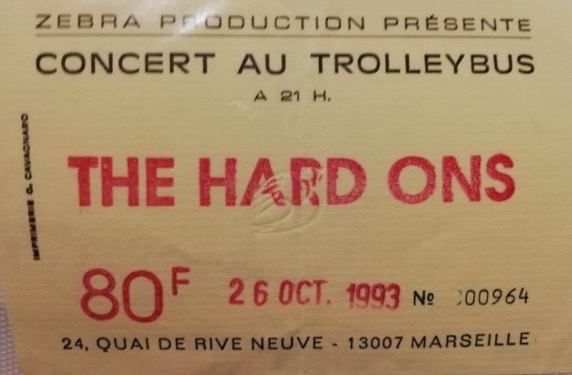 ZEBRA PRODUCTION PRÉSENTE
CONCERT AU TROLLEYBUS
A 21 H.
THE HARD ONS
80F 26 OCT. 1993 No 00964
24, QUAI DE RIVE NEUVE - 13007 MARSEILLE
IMPRIMERIE G. CAVAGNARO